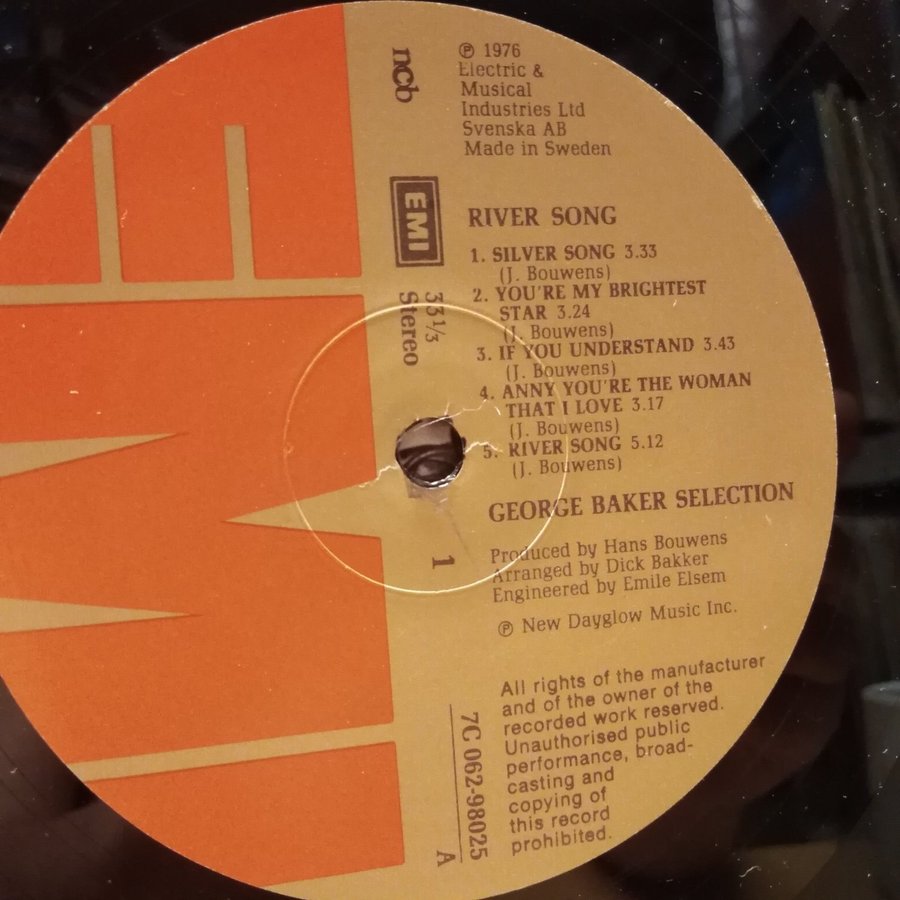 ncb
℗ 1976
Electric &
Musical
Industries Ltd
Svenska AB
Made in Sweden
EMI
33 1/3
Stereo
RIVER SONG
1. SILVER SONG 3.33
(J. Bouwens)
2. YOU'RE MY BRIGHTEST
STAR 3.24
(J. Bouwens)
3. IF YOU UNDERSTAND 3.43
(J. Bouwens)
4. ANNY YOU'RE THE WOMAN
THAT I LOVE 3.17
(J. Bouwens)
5. RIVER SONG 5.12
(J. Bouwens)
GEORGE BAKER SELECTION
1
Produced by Hans Bouwens
Arranged by Dick Bakker
Engineered by Emile Elsem
℗ New Dayglow Music Inc.
All rights of the manufacturer
and of the owner of the
recorded work reserved.
Unauthorised public
performance, broad-
casting and
copying of
this record
prohibited.
7C 062-98025
A